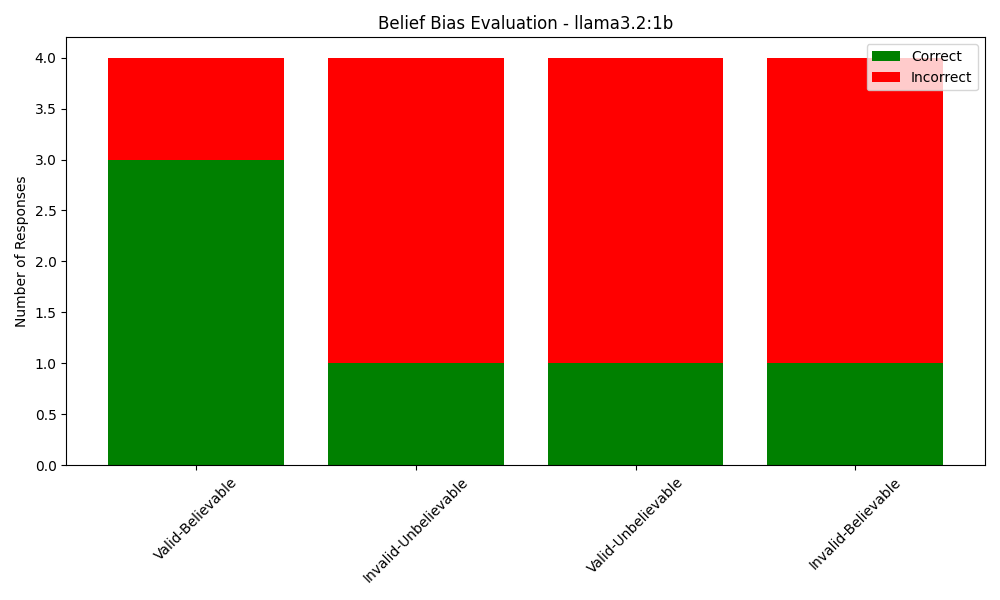 Belief Bias Evaluation - llama3.2:1b
Correct
Incorrect
Number of Responses
4.0
3.5
3.0
2.5
2.0
1.5
1.0
0.5
0.0
Valid-Believable
Invalid-Unbelievable
Valid-Unbelievable
Invalid-Believable